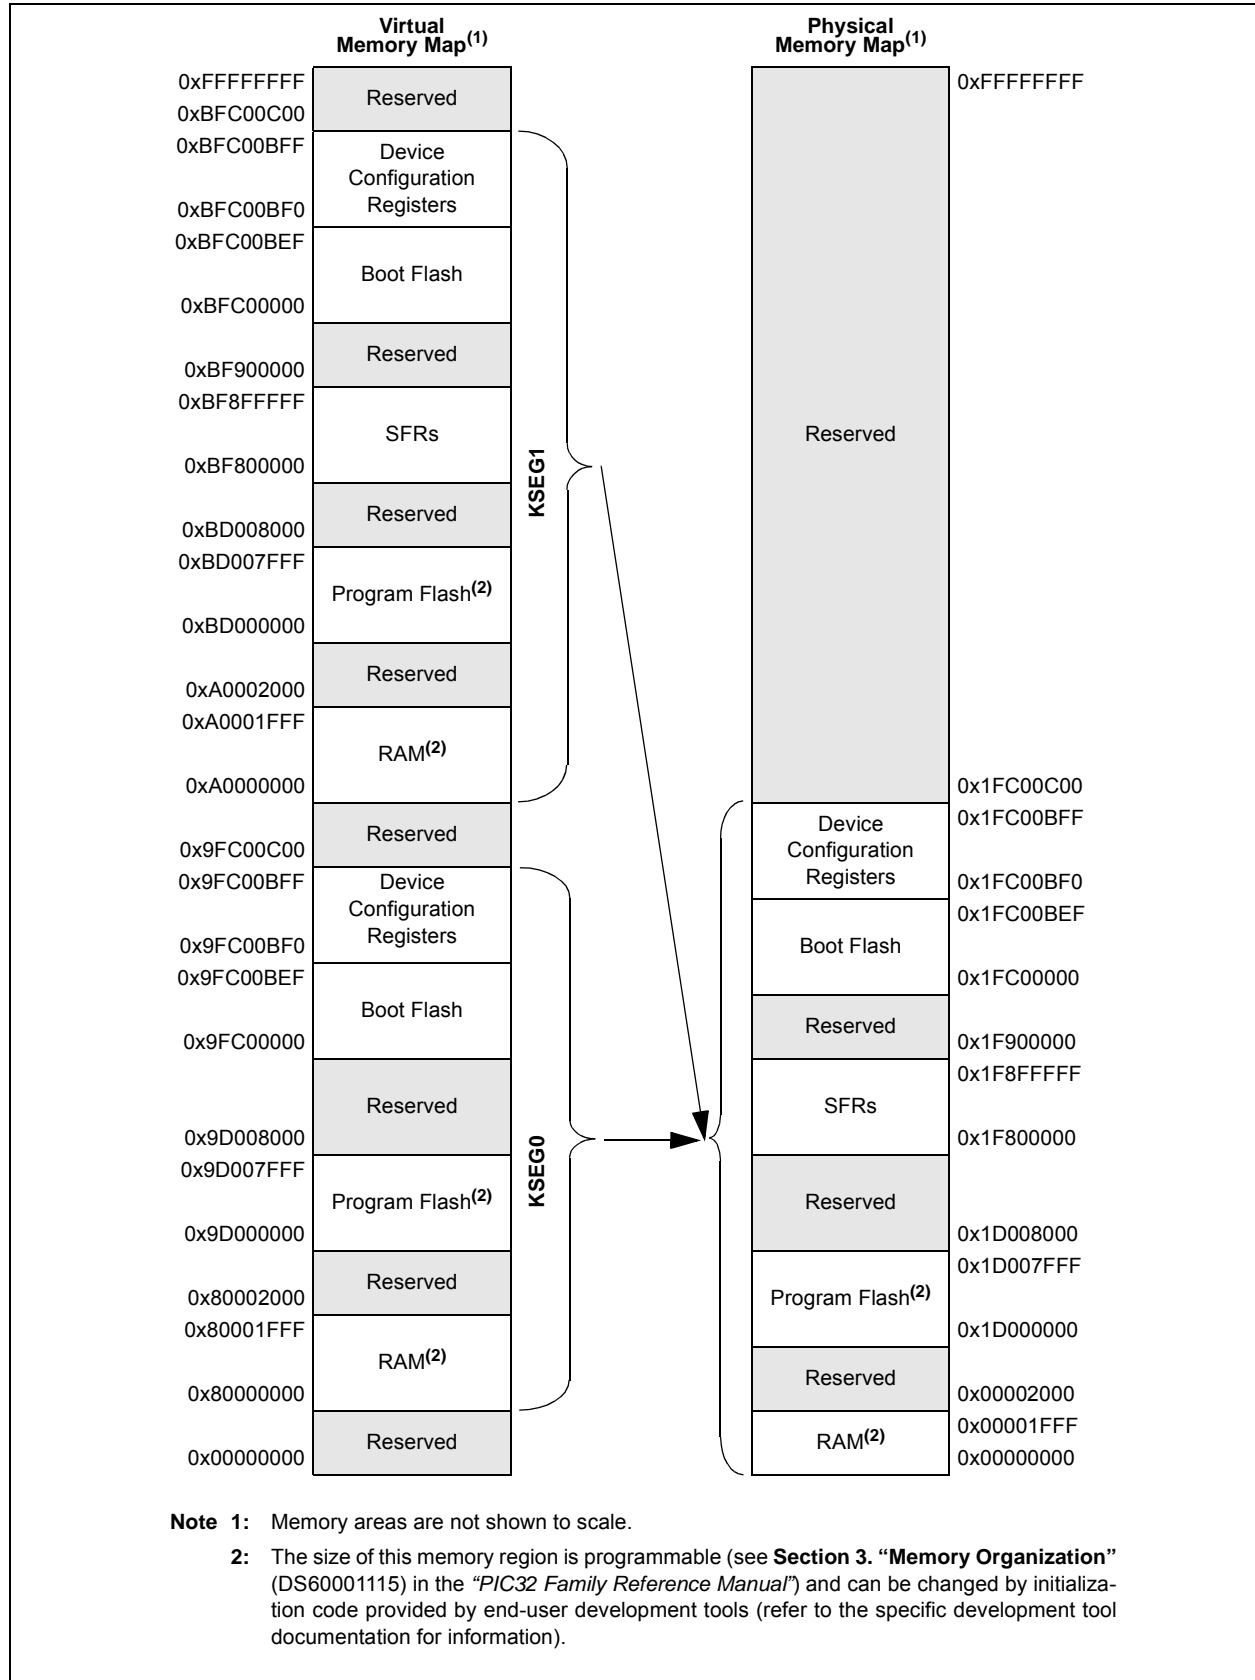 Virtual
Memory Map(1)
Physical
Memory Map(1)
0xFFFFFFFF
Reserved
0xBFC00C00
0xBFC00BFF
Device
Configuration
Registers
0xBFC00BF0
0xBFC00BEF
Boot Flash
0xBFC00000
Reserved
0xBF900000
0xBF8FFFFF
SFRs
0xBF800000
Reserved
0xBD008000
0xBD007FFF
Program Flash(2)
0xBD000000
Reserved
0xA0002000
0xA0001FFF
RAM(2)
0xA0000000
Reserved
0x9FC00C00
0x9FC00BFF
Device
Configuration
Registers
0x9FC00BF0
0x9FC00BEF
Boot Flash
0x9FC00000
Reserved
0x9D008000
0x9D007FFF
Program Flash(2)
0x9D000000
Reserved
0x80002000
0x80001FFF
RAM(2)
0x80000000
Reserved
0x00000000
KSEG1
KSEG0
0xFFFFFFFF
Reserved
0x1FC00C00
0x1FC00BFF
Device
Configuration
Registers
0x1FC00BF0
0x1FC00BEF
Boot Flash
0x1FC00000
Reserved
0x1F900000
0x1F8FFFFF
SFRs
0x1F800000
Reserved
0x1D008000
0x1D007FFF
Program Flash(2)
0x1D000000
Reserved
0x00002000
0x00001FFF
RAM(2)
0x00000000
Note 1: Memory areas are not shown to scale.
2: The size of this memory region is programmable (see Section 3. “Memory Organization”
(DS60001115) in the “PIC32 Family Reference Manual”) and can be changed by initializa-
tion code provided by end-user development tools (refer to the specific development tool
documentation for information).